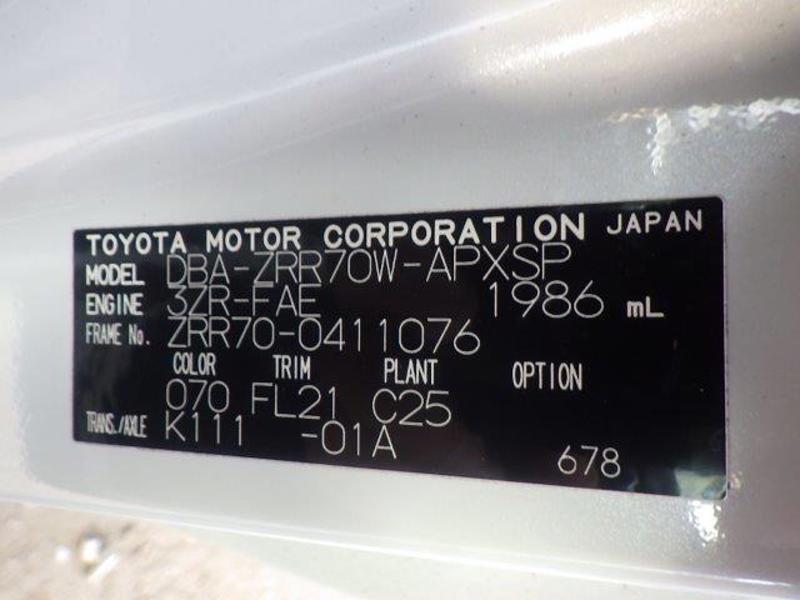 TOYOTA MOTOR CORPORATION JAPAN
MODEL DBA-ZRR70W-APXSP
ENGINE 3ZR-FAE 1986 mL
FRAME No. ZRR70-0411076
COLOR TRIM PLANT OPTION
070 FL21 C25
TRANS./AXLE K111 -01A
678